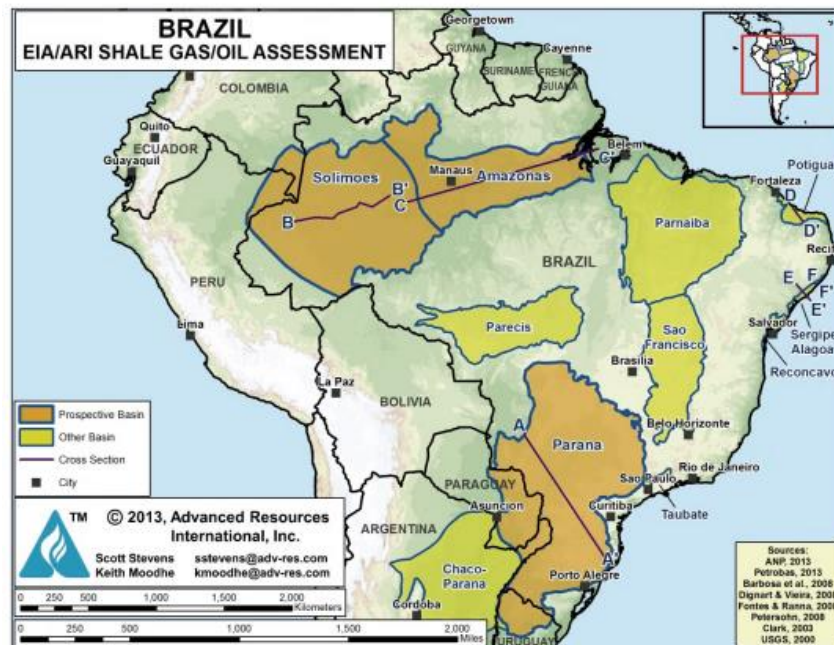 BRAZIL
EIA/ARI SHALE GAS/OIL ASSESSMENT
Georgetown
GUYANA
Cayenne
SURINAME
FRENCH
GUIANA
COLOMBIA
Quito
ECUADOR
Guayaquil
Solimoes
Manaus
Amazonas
C'
Belem
B
B'
C
Potigua
Fortaleza
D
D'
Parnaiba
Recif
BRAZIL
PERU
E
F
F'
E'
Sergipe
Alagoa
Lima
Parecis
Sao
Francisco
Salvador
Reconcavo
Brasilia
La Paz
BOLIVIA
Belo Horizonte
A
Parana
Prospective Basin
Other Basin
Cross Section
City
PARAGUAY
Asuncion
Sao Paulo
Rio de Janeiro
Taubate
Curitiba
ARGENTINA
A'
Porto Alegre
Chaco-
Parana
Cordoba
URUGUAY
TM
© 2013, Advanced Resources
International, Inc.
Scott Stevens sstevens@adv-res.com
Keith Moodhe kmoodhe@adv-res.com
0 500 1,000 1,500 2,000
Kilometers
0 250 500 1,000 1,500 2,000
Miles
Sources:
ANP, 2013
Petrobas, 2013
Barbosa et al., 2008
Dignart & Vieira, 200
Fontes & Ranna, 200
Petersohn, 2008
Clark, 2003
USGS, 2000